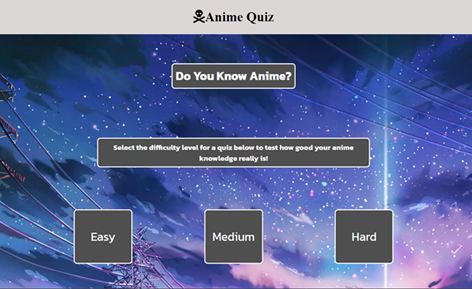 Anime Quiz
Do You Know Anime?
Select the difficulty level for a quiz below to test how good your anime
knowledge really is!
Easy
Medium
Hard